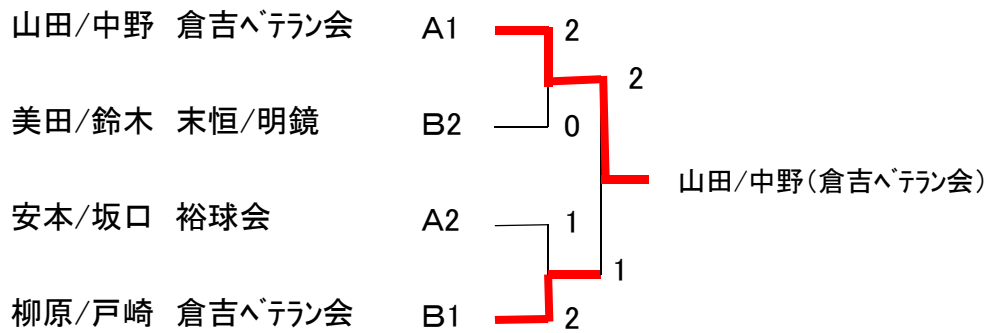 山田/中野 倉吉ベテラン会 A1 2
2
美田/鈴木 末恒/明鏡 B2 0
山田/中野(倉吉ベテラン会)
安本/坂口 裕球会 A2 1
1
柳原/戸崎 倉吉ベテラン会 B1 2